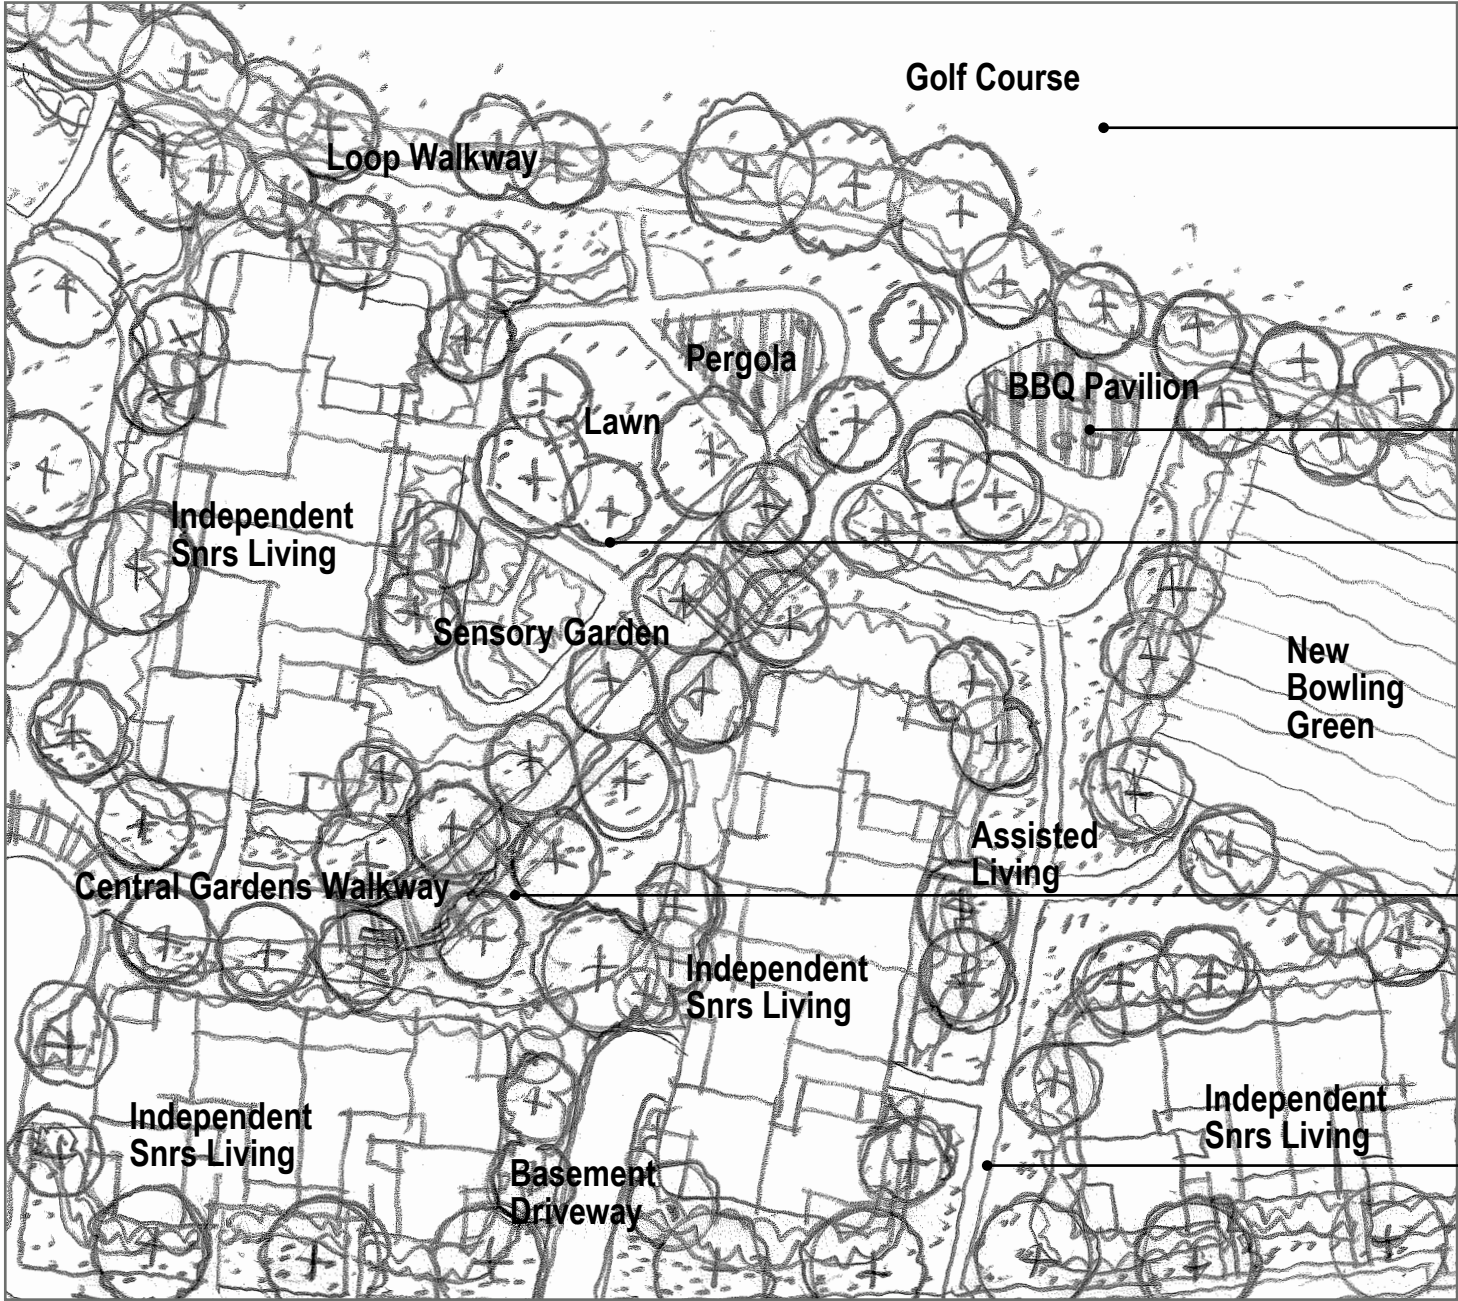 Golf Course
Loop Walkway
Pergola
BBQ Pavilion
Lawn
Independent
Snrs Living
Sensory Garden
New
Bowling
Green
Assisted
Living
Central Gardens Walkway
Independent
Snrs Living
Independent
Snrs Living
Independent
Snrs Living
Basement
Driveway